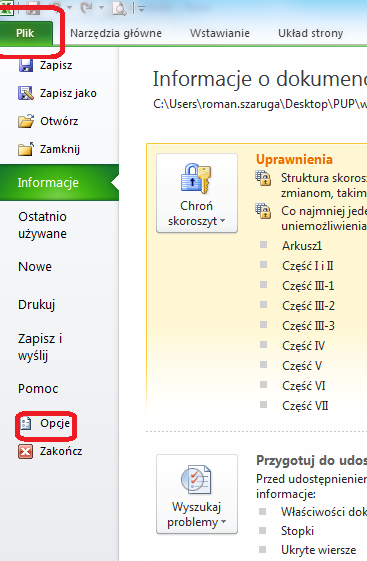 Plik
Narzędzia główne
Wstawianie
Układ strony
Zapisz
Zapisz jako
Otwórz
Zamknij
Informacje
Ostatnio
używane
Nowe
Drukuj
Zapisz i
wyślij
Pomoc
Opcje
Zakończ
Informacje o dokumenc
C:\Users\roman.szaruga\Desktop\PUP\w
Chroń
skoroszyt
Uprawnienia
Struktura skorosz
zmianom, takim
Co najmniej jede
uniemożliwienia
Arkusz1
Część I i II
Część III-1
Część III-2
Część III-3
Część IV
Część V
Część VI
Część VII
Wyszukaj
problemy
Przygotuj do udos
Przed udostępnieniem
informacje:
Właściwości dok
Stopki
Ukryte wiersze